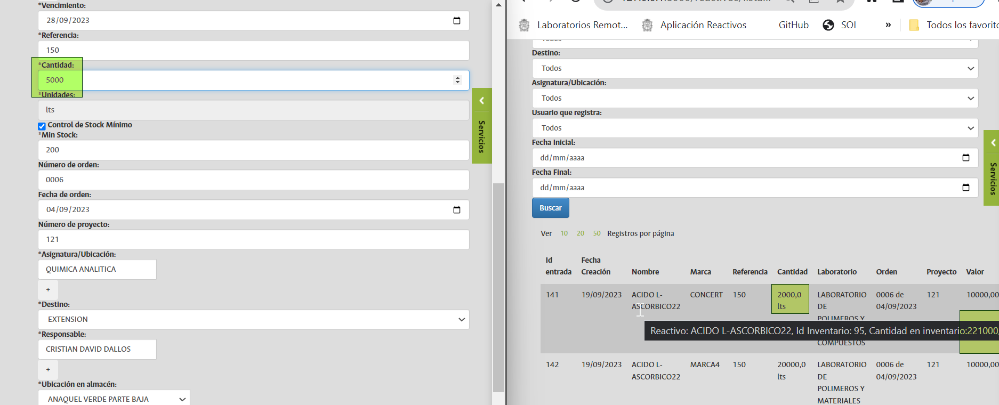 *Vencimiento:
28/09/2023
*Referencia:
150
*Cantidad:
5000
*Unidades:
lts
Control de Stock Mínimo
*Min Stock:
200
Número de orden:
0006
Fecha de orden:
04/09/2023
Número de proyecto:
121
*Asignatura/Ubicación:
QUIMICA ANALITICA
+
*Destino:
EXTENSION
*Responsable:
CRISTIAN DAVID DALLOS
+
*Ubicación en almacén:
ANAQUEL VERDE PARTE BAJA
Servicios
Laboratorios Remot... Aplicación Reactivos GitHub SOI » Todos los favorito
Todos
Destino:
Todos
Asignatura/Ubicación:
Todos
Usuario que registra:
Todos
Fecha Inicial:
dd/mm/aaaa
Fecha Final:
dd/mm/aaaa
Buscar
Servicios
Ver 10 20 50 Registros por página
Id entrada Fecha Creación Nombre Marca Referencia Cantidad Laboratorio Orden Proyecto Valor
141 19/09/2023 ACIDO L- CONCERT 150 2000,0 LABORATORIO 0006 de 121 10000,00
ASCORBICO22 lts DE 04/09/2023
POLIMEROS Y
Reactivo: ACIDO L-ASCORBICO22, Id Inventario: 95, Cantidad en inventario:221000,
COMPUESTOS
142 19/09/2023 ACIDO L- MARCA4 150 20000,0 LABORATORIO 0006 de 121 10000,00
ASCORBICO22 lts DE 04/09/2023
POLIMEROS Y
MATERIALES